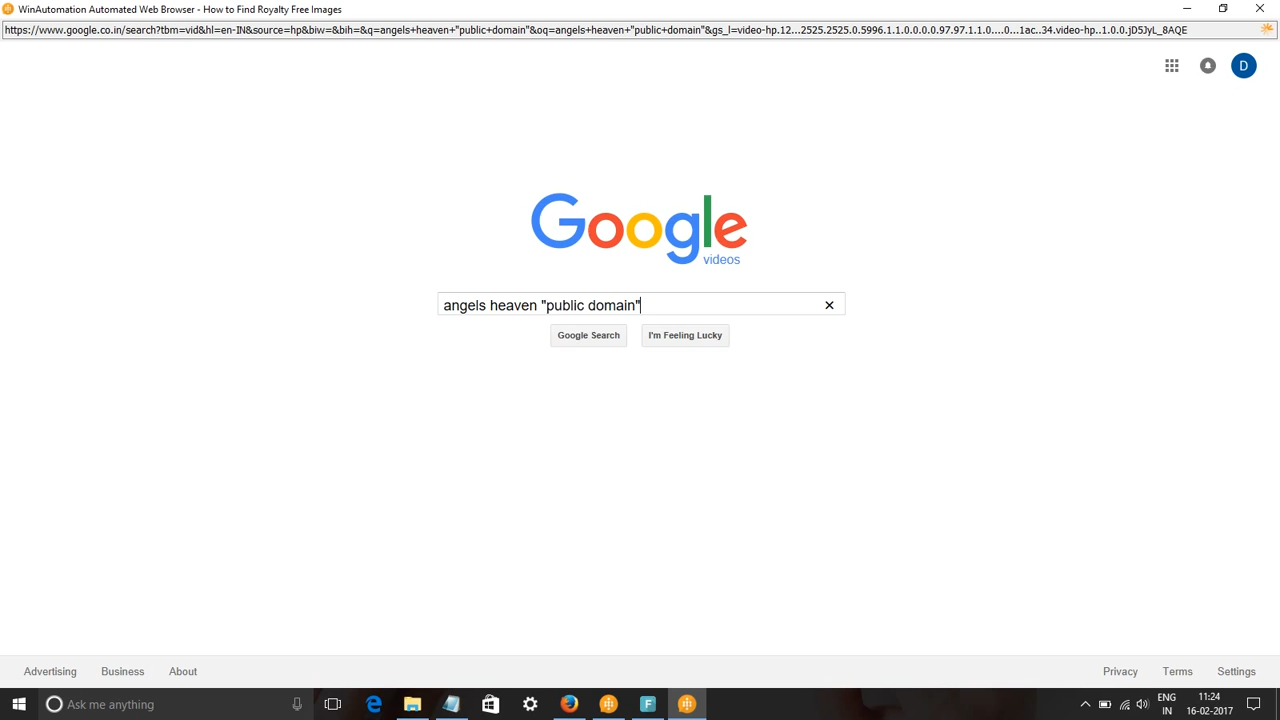 WinAutomation Automated Web Browser - How to Find Royalty Free Images
https://www.google.co.in/search?tbm=vid&hl=en-IN&source=hp&biw=&bih=&q=angels+heaven+"public+domain"&oq=angels+heaven+"public+domain"&gs_l=video-hp.12...2525.2525.0.5996.1.1.0.0.0.0.97.97.1.1.0....0...1ac..34.video-hp..1.0.0.jD5JyL_8AQE
D
Google
videos
angels heaven "public domain"
Google Search I'm Feeling Lucky
Advertising Business About Privacy Terms Settings
Ask me anything
ENG
IN
11:24
16-02-2017